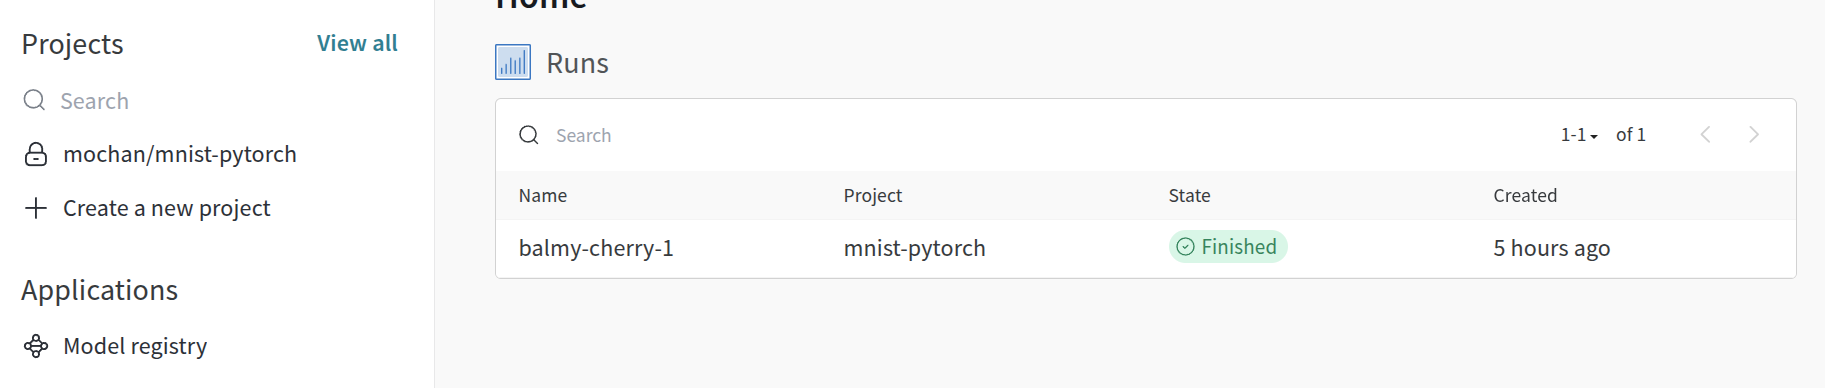 Projects
View all
Search
mochan/mnist-pytorch
Create a new project
Applications
Model registry
Home
Runs
Search
1-1 of 1
Name Project State Created
balmy-cherry-1 mnist-pytorch Finished 5 hours ago